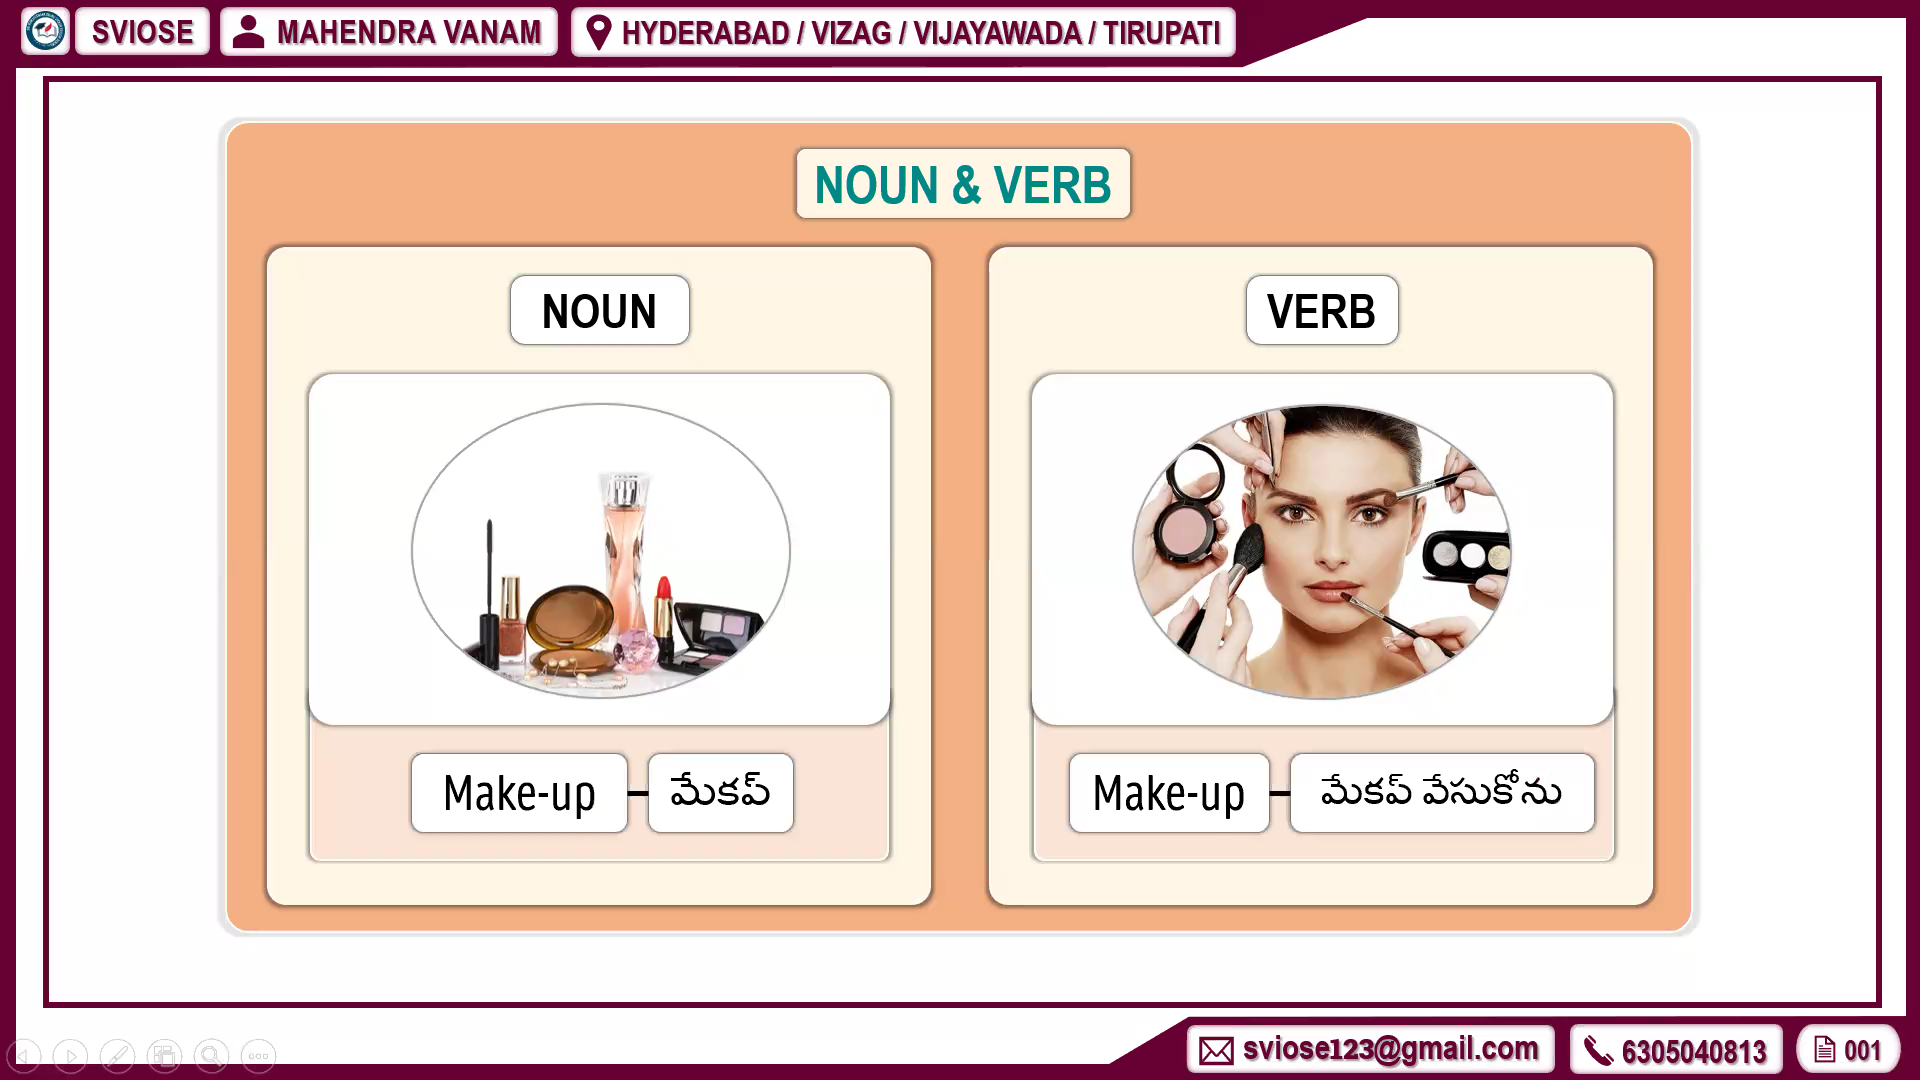 SVIOSE
MAHENDRA VANAM
HYDERABAD / VIZAG / VIJAYAWADA / TIRUPATI
NOUN & VERB
NOUN
Make-up – మేకప్
VERB
Make-up – మేకప్ వేసుకోను
sviose123@gmail.com
6305040813
001